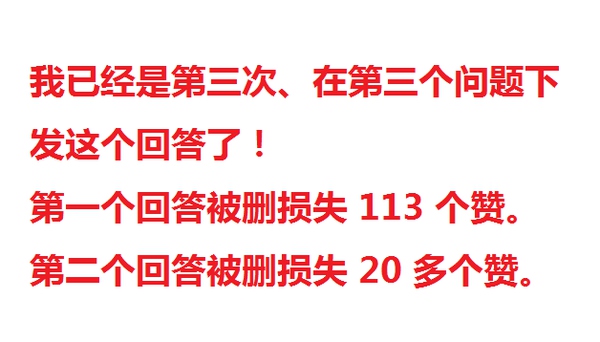 我已经是第三次、在第三个问题下
发这个回答了！
第一个回答被删损失 113 个赞。
第二个回答被删损失 20 多个赞。